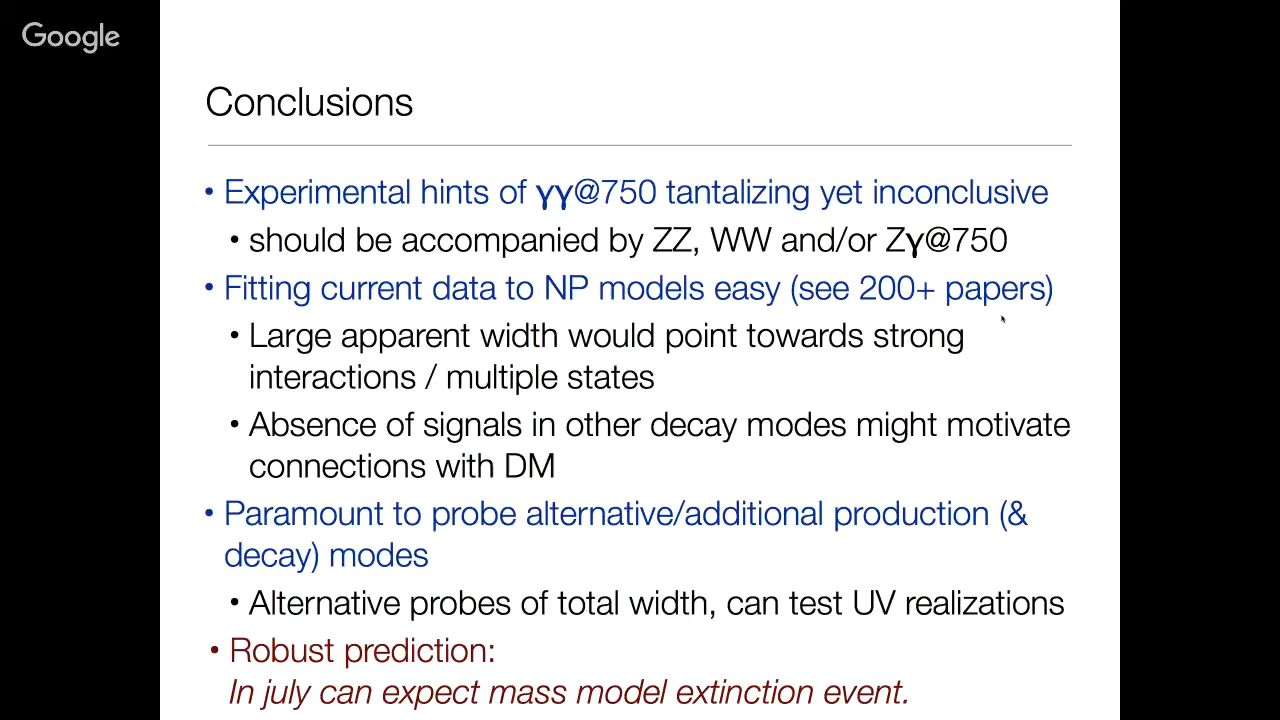 Google
Conclusions
• Experimental hints of γγ@750 tantalizing yet inconclusive
• should be accompanied by ZZ, WW and/or Zγ@750
• Fitting current data to NP models easy (see 200+ papers)
• Large apparent width would point towards strong
interactions / multiple states
• Absence of signals in other decay modes might motivate
connections with DM
• Paramount to probe alternative/additional production (&
decay) modes
• Alternative probes of total width, can test UV realizations
• Robust prediction:
In july can expect mass model extinction event.